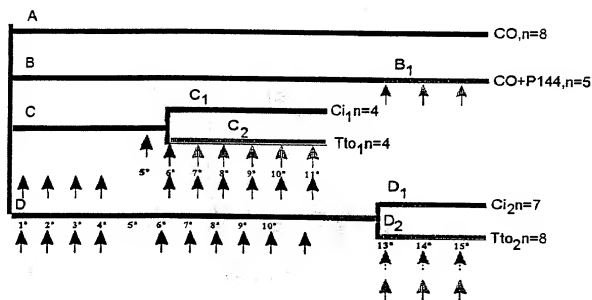 A
CO,n=8
B
B1
CO+P144,n=5
C
C1
Ci1n=4
C2
Tto1n=4
5° 6° 7° 8° 9° 10° 11°
D
D1
Ci2n=7
D2
Tto2n=8
1° 2° 3° 4° 5° 6° 7° 8° 9° 10° 13° 14° 15°